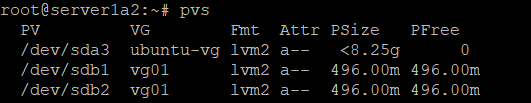 root@server1a2:~# pvs
  PV         VG        Fmt  Attr PSize   PFree
  /dev/sda3  ubuntu-vg lvm2 a--   <8.25g      0
  /dev/sdb1  vg01      lvm2 a--  496.00m 496.00m
  /dev/sdb2  vg01      lvm2 a--  496.00m 496.00m